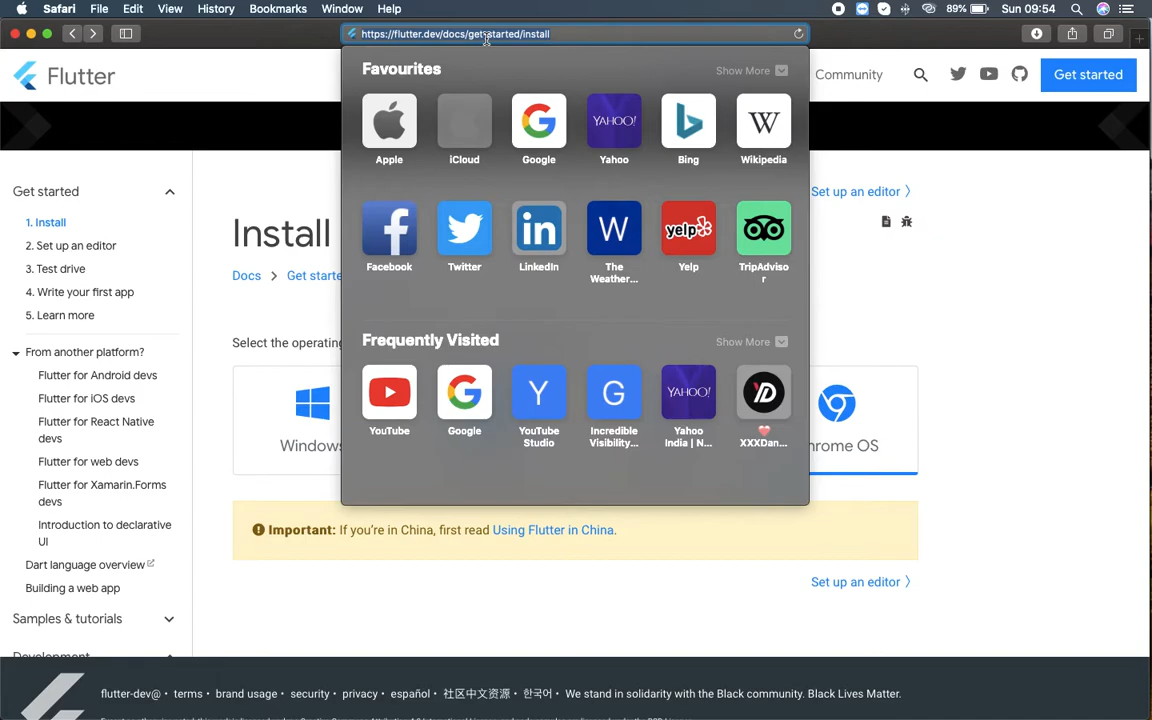 Safari File Edit View History Bookmarks Window Help 89% Sun 09:54
https://flutter.dev/docs/get-started/install
Flutter
Community
Get started
Favourites
Show More
Apple
iCloud
Google
YAHOO!
Yahoo
Bing
W
Wikipedia
Facebook
Twitter
in
LinkedIn
W
The Weather...
yelp
Yelp
TripAdviso
r
Frequently Visited
Show More
YouTube
Google
Y
YouTube
Studio
G
Incredible
Visibility...
YAHOO!
Yahoo
India | N...
XXXDan...
Get started
1. Install
2. Set up an editor
3. Test drive
4. Write your first app
5. Learn more
From another platform?
Flutter for Android devs
Flutter for iOS devs
Flutter for React Native
devs
Flutter for web devs
Flutter for Xamarin.Forms
devs
Introduction to declarative
UI
Dart language overview
Building a web app
Samples & tutorials
Development
Set up an editor
Install
Docs > Get starte
Select the operating
Windows
hrome OS
Important: If you're in China, first read Using Flutter in China.
Set up an editor
flutter-dev@ • terms • brand usage • security • privacy • español • 社区中文资源 • 한국어 • We stand in solidarity with the Black community. Black Lives Matter.